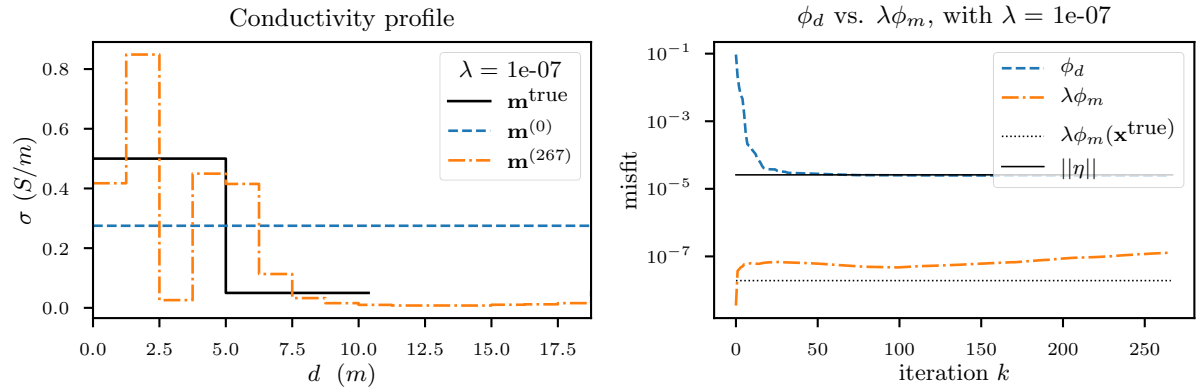 Conductivity profile
σ (S/m)
0.8
0.6
0.4
0.2
0.0
λ = 1e-07
m^true
m^(0)
m^(267)
0.0 2.5 5.0 7.5 10.0 12.5 15.0 17.5
d (m)
ϕ_d vs. λϕ_m, with λ = 1e-07
misfit
10^−1
10^−3
10^−5
10^−7
ϕ_d
λϕ_m
λϕ_m(x^true)
||η||
0 50 100 150 200 250
iteration k